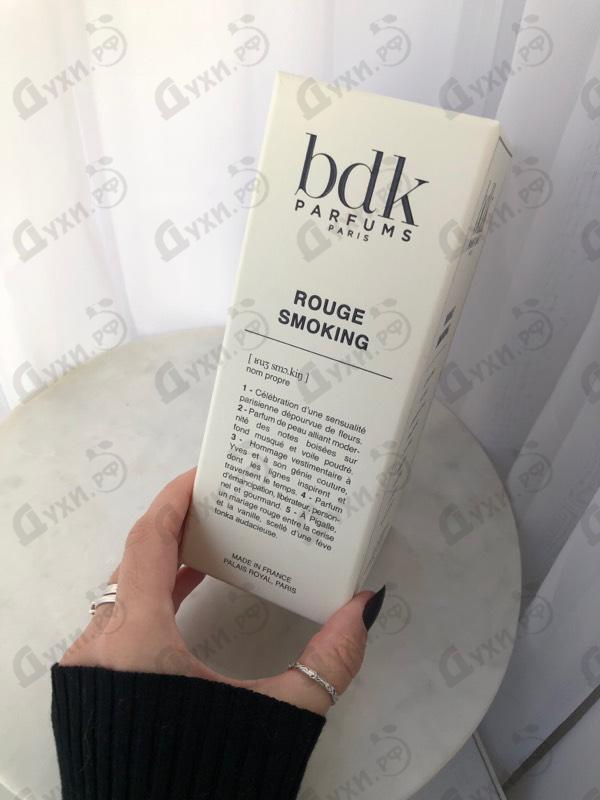 bdk
PARFUMS
PARIS
ROUGE
SMOKING
[ ʁuʒ smɔ.kiŋ ]
nom propre
1 - Célébration d'une sensualité
parisienne dépourvue de fleurs.
2 - Parfum de peau alliant moder-
nité des notes boisées sur
fond musqué et voile poudré.
3 - Hommage vestimentaire à
Yves et à son génie couture,
dont les lignes inspirent et
traversent le temps. 4 - Parfum
d'émancipation, libérateur, person-
nel et gourmand. 5 - À Pigalle,
un mariage rouge entre la cerise
et la vanille, scellé d'une fève
tonka audacieuse.
MADE IN FRANCE
PALAIS ROYAL, PARIS
Духи.рф